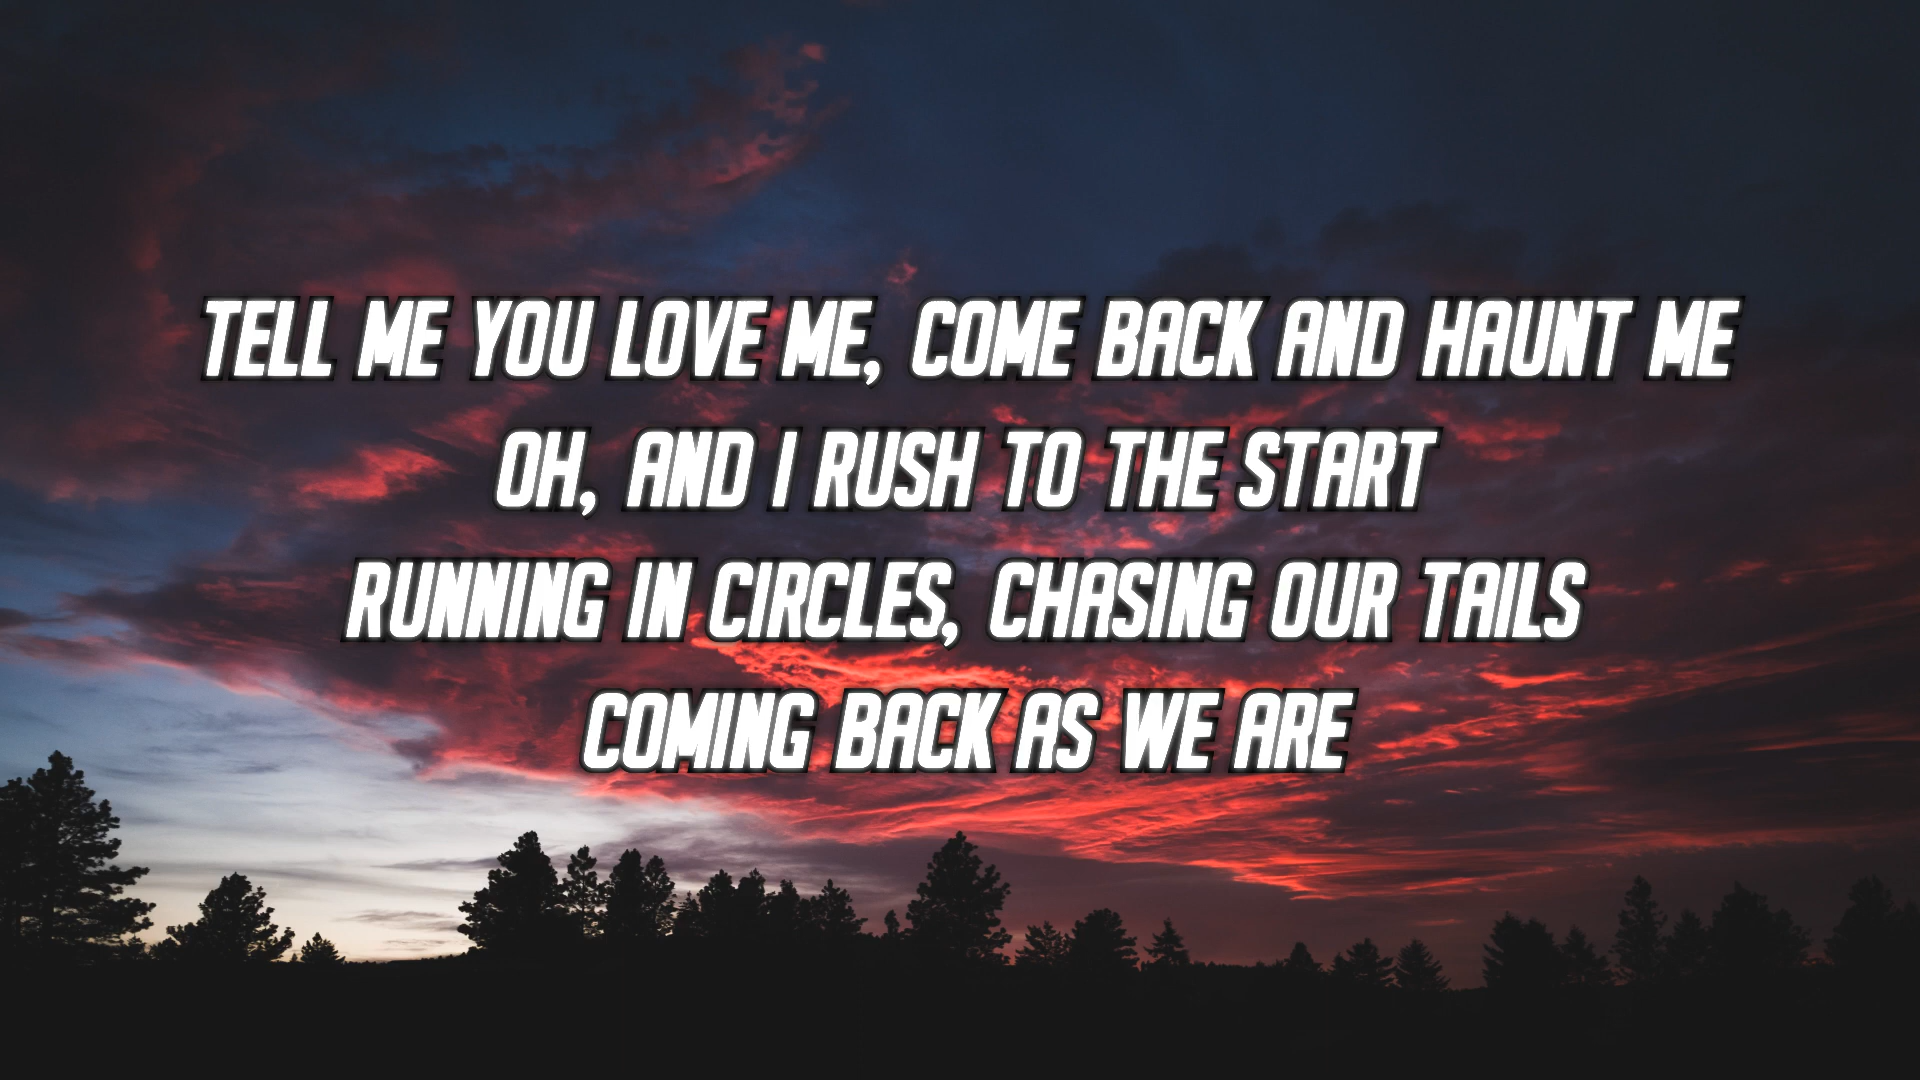 TELL ME YOU LOVE ME, COME BACK AND HAUNT ME
OH, AND I RUSH TO THE START
RUNNING IN CIRCLES, CHASING OUR TAILS
COMING BACK AS WE ARE